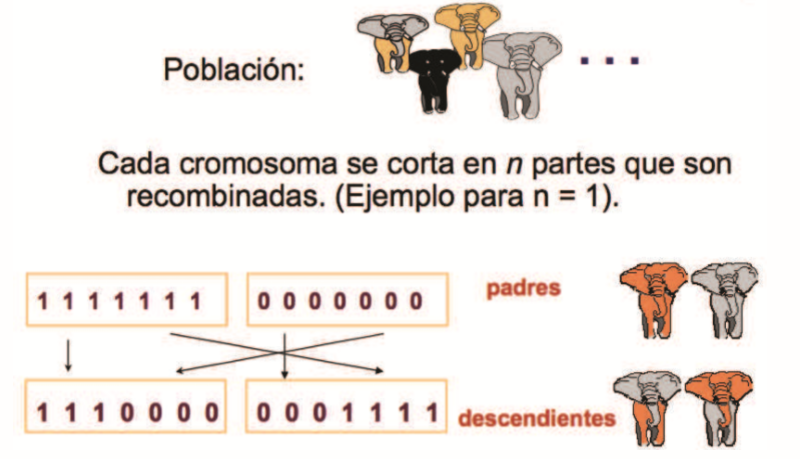 Población:
. . .
Cada cromosoma se corta en n partes que son
recombinadas. (Ejemplo para n = 1).
1 1 1 1 1 1 1 0 0 0 0 0 0 0 padres
1 1 1 0 0 0 0 0 0 0 1 1 1 1 descendientes